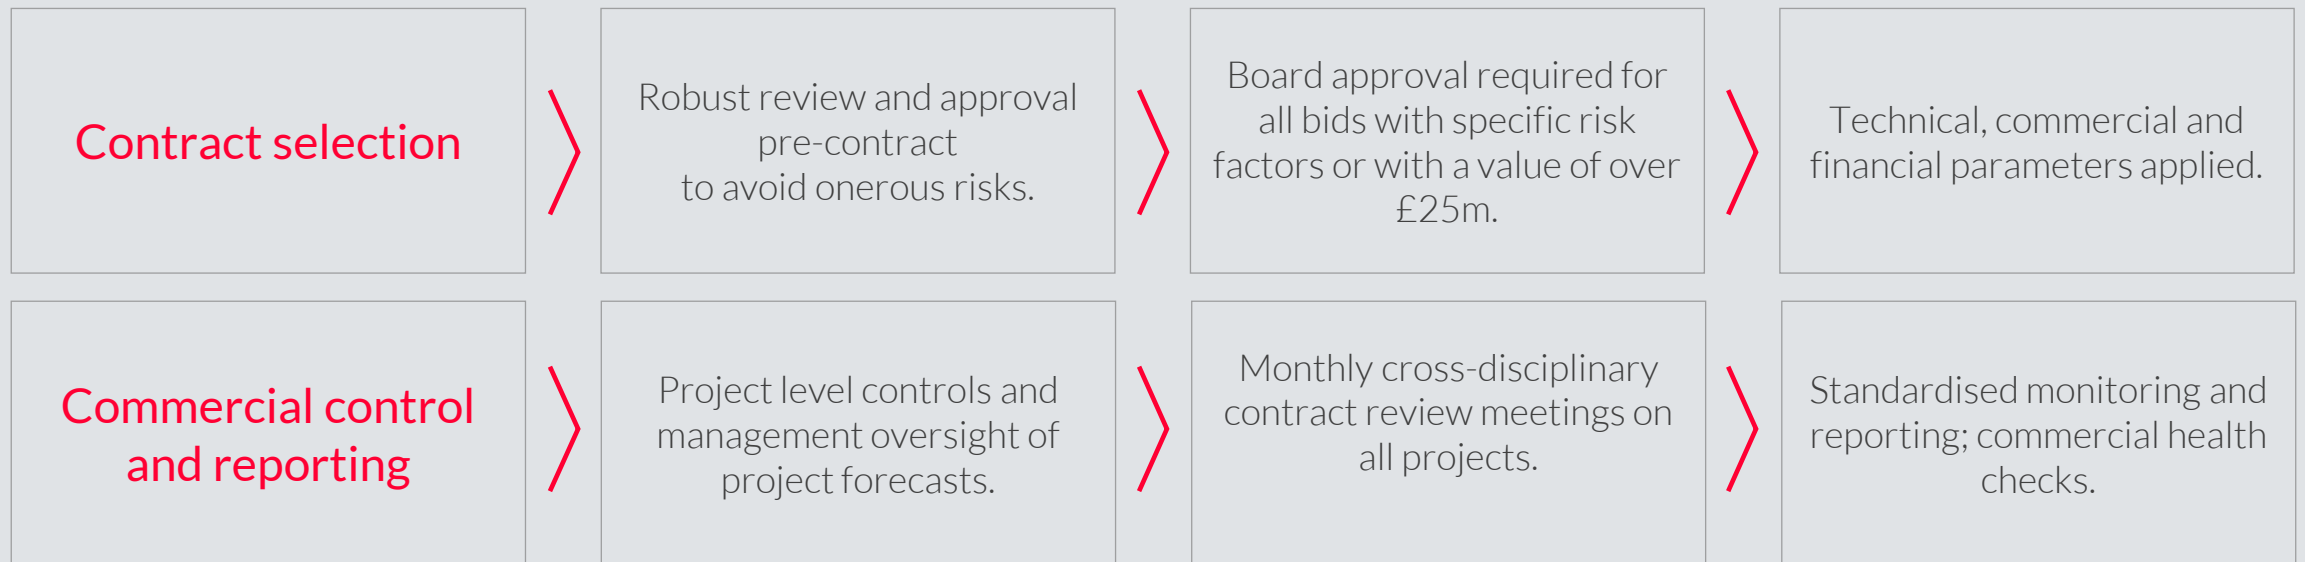 Contract selection
Robust review and approval
pre-contract
to avoid onerous risks.
Board approval required for
all bids with specific risk
factors or with a value of over
£25m.
Technical, commercial and
financial parameters applied.
Commercial control
and reporting
Project level controls and
management oversight of
project forecasts.
Monthly cross-disciplinary
contract review meetings on
all projects.
Standardised monitoring and
reporting; commercial health
checks.